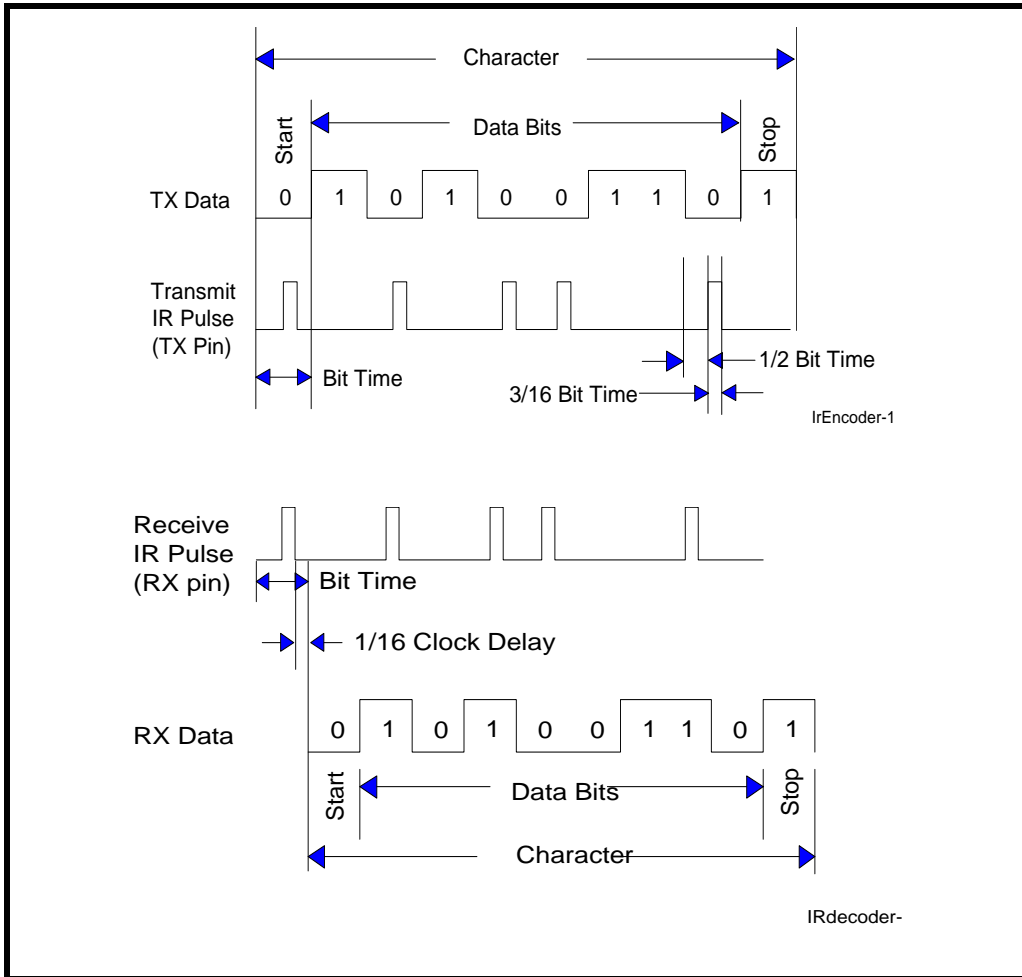 Character
Start
Data Bits
Stop
TX Data
0 1 0 1 0 0 1 1 0 1
Transmit
IR Pulse
(TX Pin)
Bit Time
1/2 Bit Time
3/16 Bit Time
IrEncoder-1
Receive
IR Pulse
(RX pin)
Bit Time
1/16 Clock Delay
RX Data
0 1 0 1 0 0 1 1 0 1
Start
Data Bits
Stop
Character
IRdecoder-